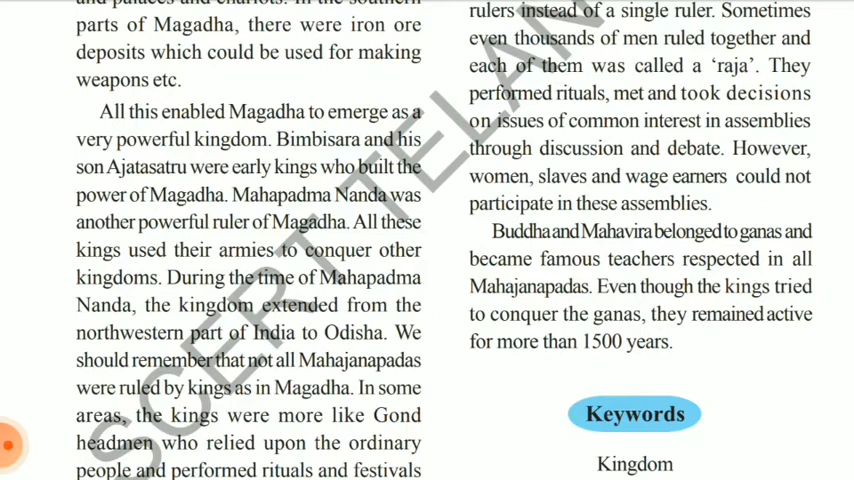 and palaces and chariots. In the southern
parts of Magadha, there were iron ore
deposits which could be used for making
weapons etc.
All this enabled Magadha to emerge as a
very powerful kingdom. Bimbisara and his
son Ajatasatru were early kings who built the
power of Magadha. Mahapadma Nanda was
another powerful ruler of Magadha. All these
kings used their armies to conquer other
kingdoms. During the time of Mahapadma
Nanda, the kingdom extended from the
northwestern part of India to Odisha. We
should remember that not all Mahajanapadas
were ruled by kings as in Magadha. In some
areas, the kings were more like Gond
headmen who relied upon the ordinary
people and performed rituals and festivals
rulers instead of a single ruler. Sometimes
even thousands of men ruled together and
each of them was called a ‘raja’. They
performed rituals, met and took decisions
on issues of common interest in assemblies
through discussion and debate. However,
women, slaves and wage earners could not
participate in these assemblies.
Buddha and Mahavira belonged to ganas and
became famous teachers respected in all
Mahajanapadas. Even though the kings tried
to conquer the ganas, they remained active
for more than 1500 years.
Keywords
Kingdom
SCERT TELAN